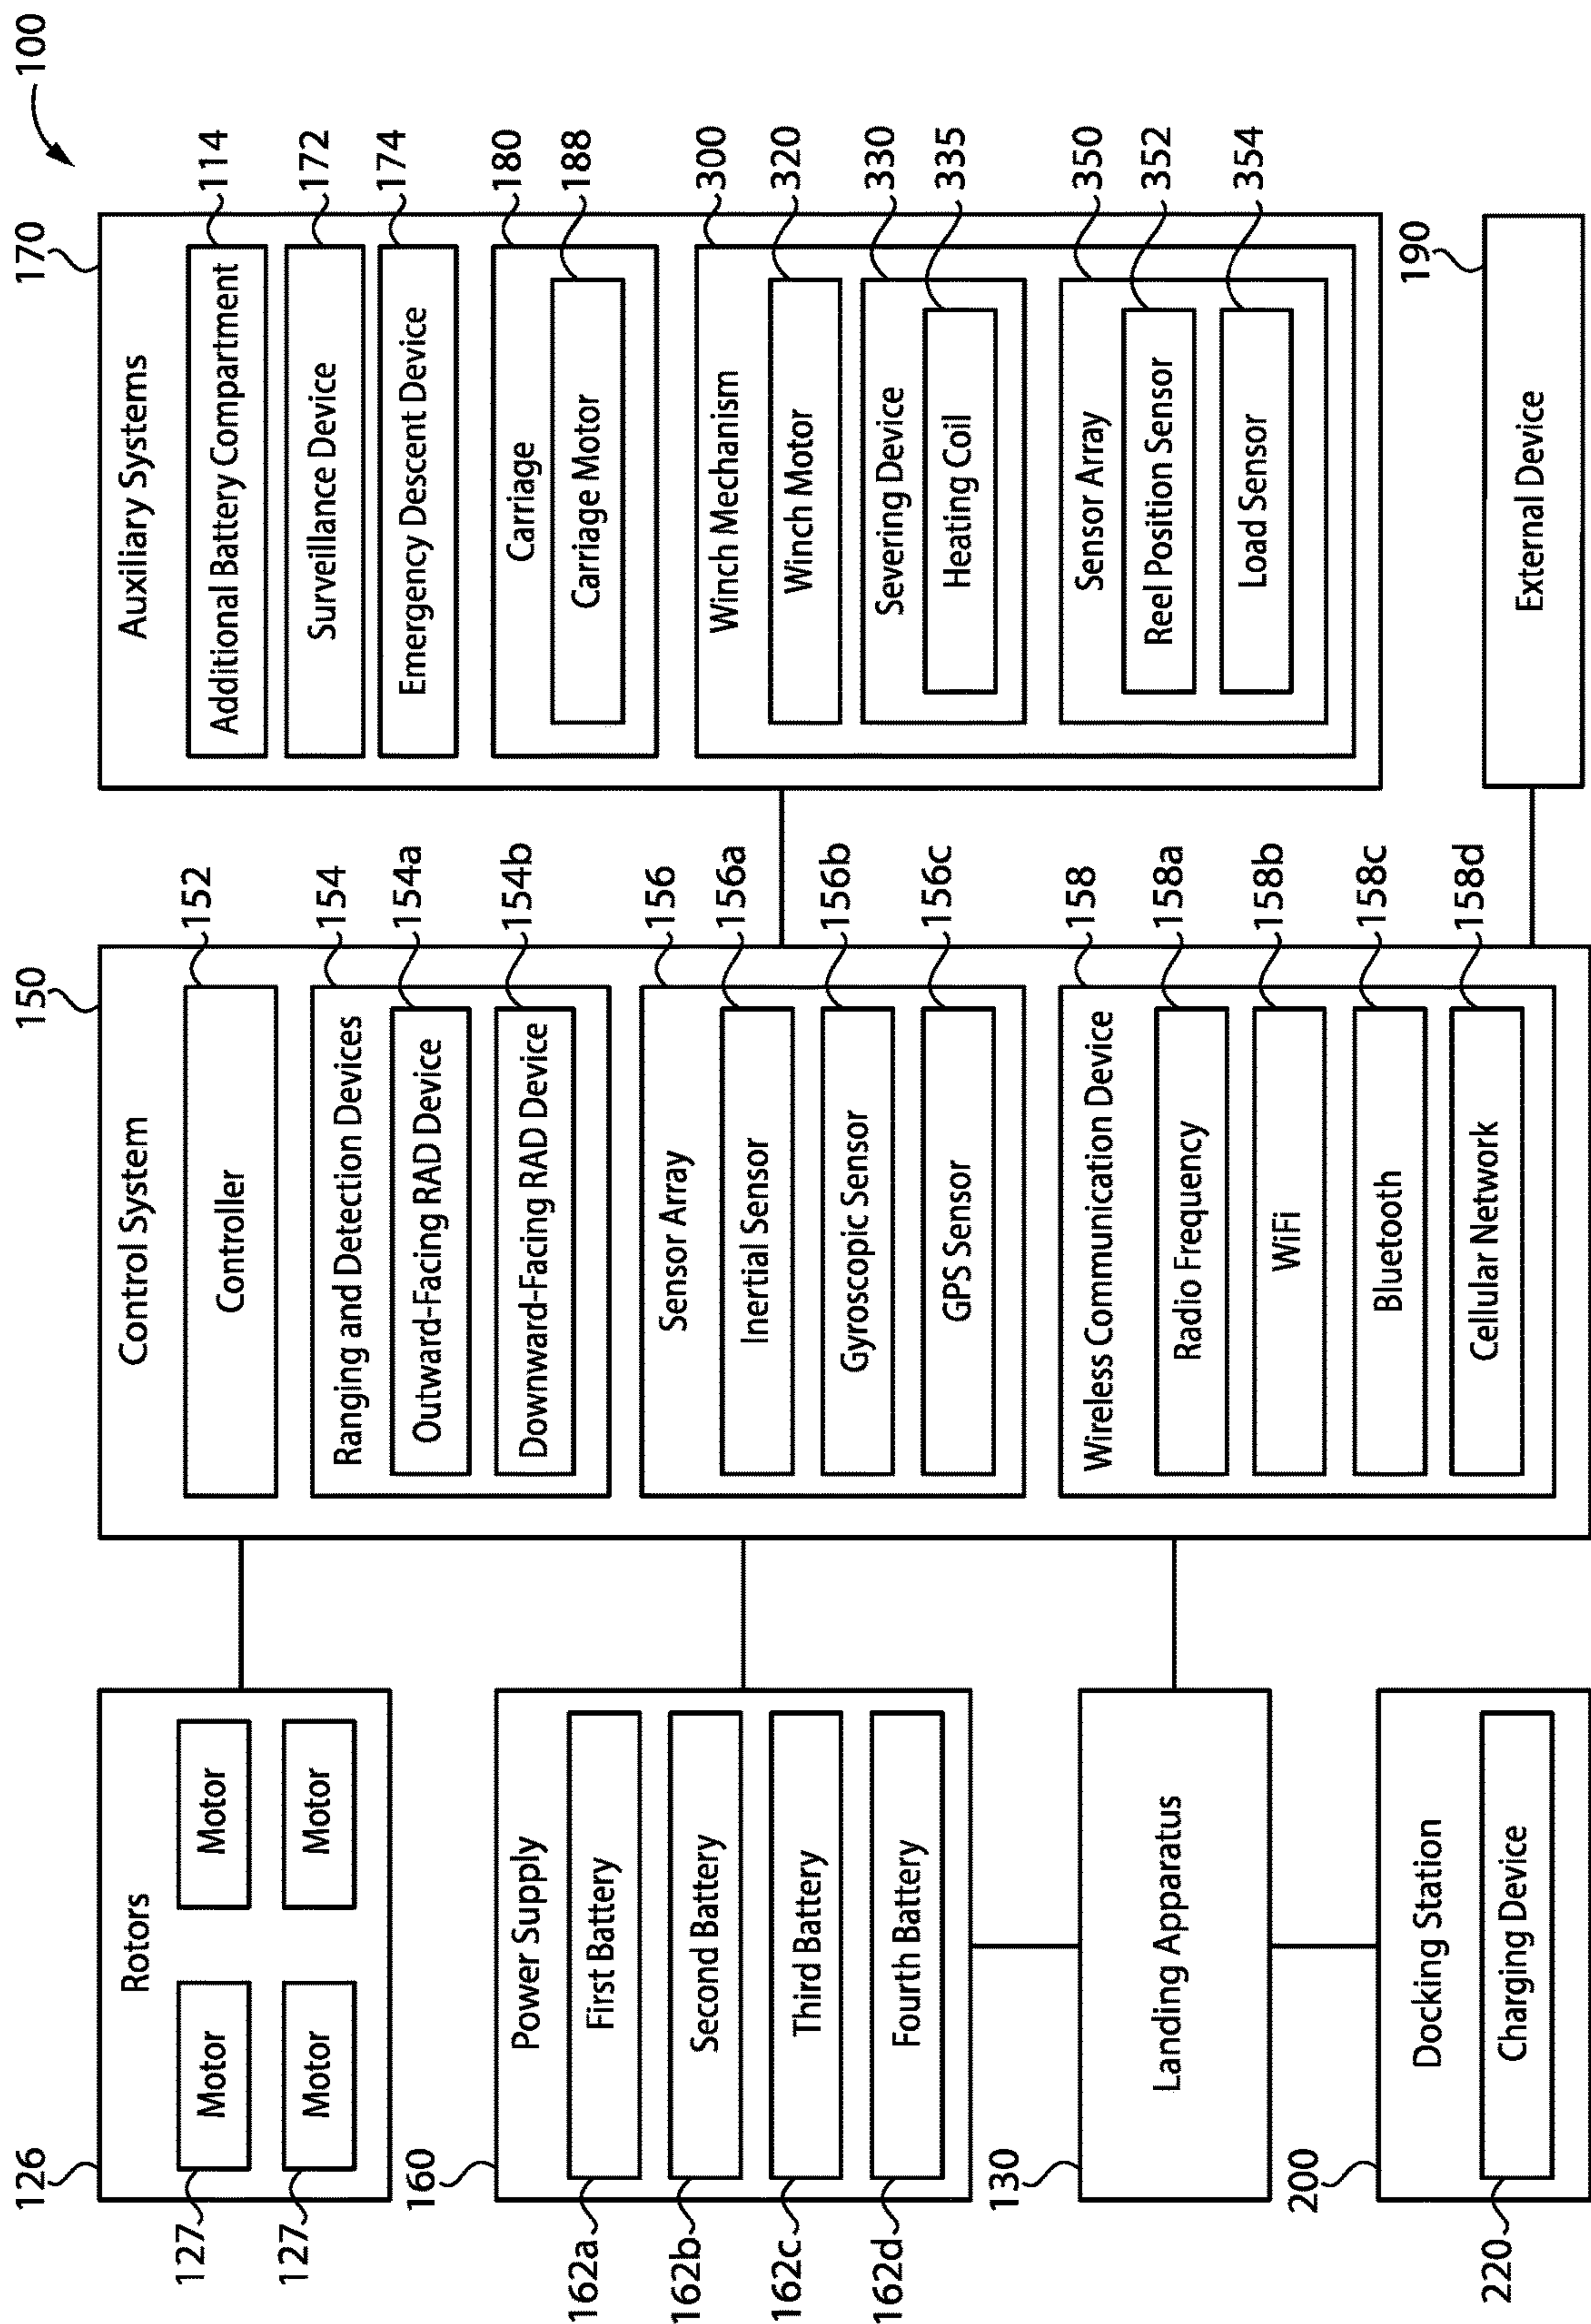 100
126
Rotors
Motor
Motor
127
Motor
Motor
127
160
Power Supply
162a
First Battery
162b
Second Battery
162c
Third Battery
162d
Fourth Battery
130
Landing Apparatus
200
Docking Station
220
Charging Device
150
Control System
Controller
152
Ranging and Detection Devices
154
Outward-Facing RAD Device
154a
Downward-Facing RAD Device
154b
Sensor Array
156
Inertial Sensor
156a
Gyroscopic Sensor
156b
GPS Sensor
156c
Wireless Communication Device
158
Radio Frequency
158a
WiFi
158b
Bluetooth
158c
Cellular Network
158d
170
Auxiliary Systems
Additional Battery Compartment
114
Surveillance Device
172
Emergency Descent Device
174
Carriage
180
Carriage Motor
188
Winch Mechanism
300
Winch Motor
320
Severing Device
330
Heating Coil
335
Sensor Array
350
Reel Position Sensor
352
Load Sensor
354
190
External Device